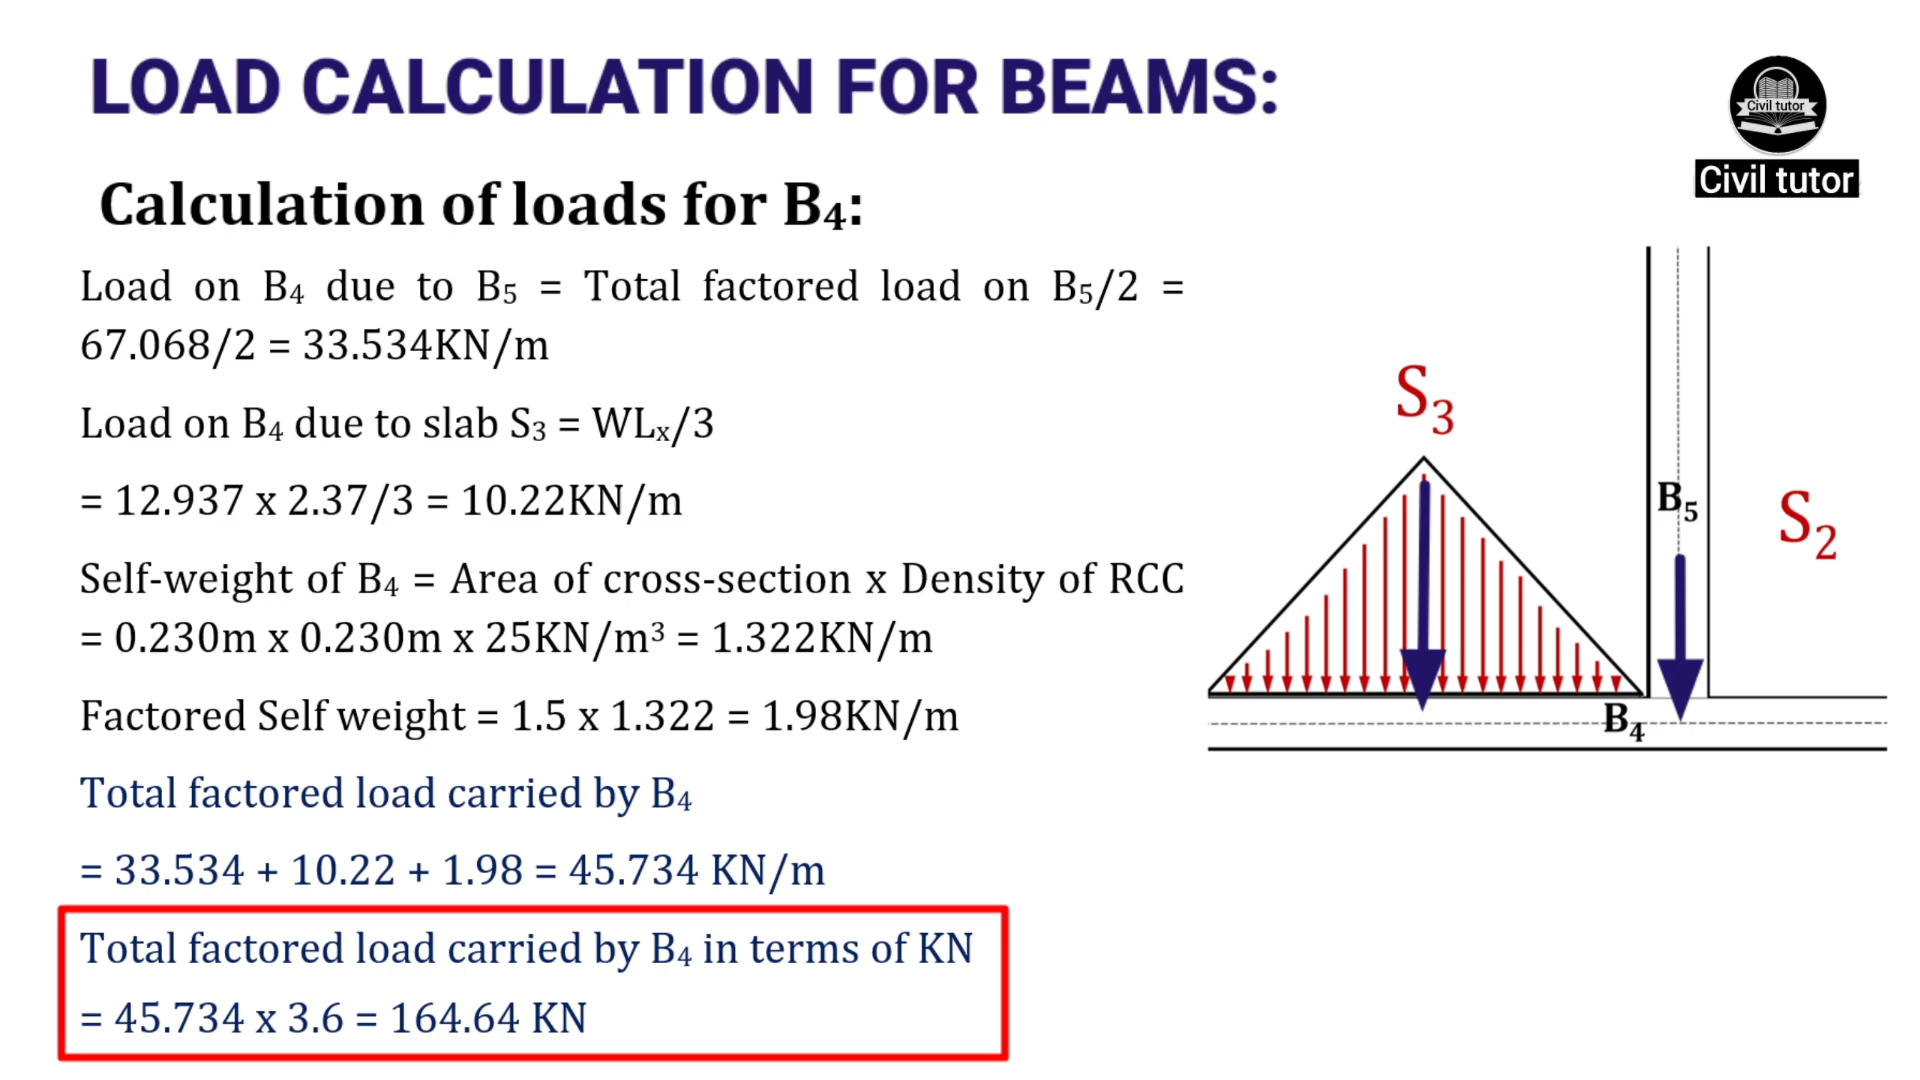 LOAD CALCULATION FOR BEAMS:
Civil tutor
Civil tutor
Calculation of loads for B₄:
Load on B₄ due to B₅ = Total factored load on B₅/2 =
67.068/2 = 33.534KN/m
Load on B₄ due to slab S₃ = WLₓ/3
= 12.937 x 2.37/3 = 10.22KN/m
Self-weight of B₄ = Area of cross-section x Density of RCC
= 0.230m x 0.230m x 25KN/m³ = 1.322KN/m
Factored Self weight = 1.5 x 1.322 = 1.98KN/m
Total factored load carried by B₄
= 33.534 + 10.22 + 1.98 = 45.734 KN/m
Total factored load carried by B₄ in terms of KN
= 45.734 x 3.6 = 164.64 KN
S₃
B₅
S₂
B₄